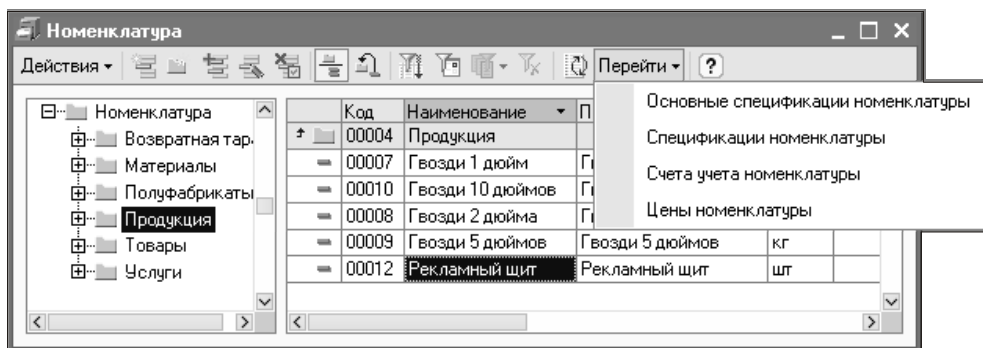 Номенклатура
Действия Перейти ?
Основные спецификации номенклатуры
Спецификации номенклатуры
Счета учета номенклатуры
Цены номенклатуры
Номенклатура
Возвратная тар
Материалы
Полуфабрикаты
Продукция
Товары
Услуги
Код Наименование П
00004 Продукция
00007 Гвозди 1 дюйм Г
00010 Гвозди 10 дюймов Г
00008 Гвозди 2 дюйма Г
00009 Гвозди 5 дюймов Гвозди 5 дюймов кг
00012 Рекламный щит Рекламный щит шт